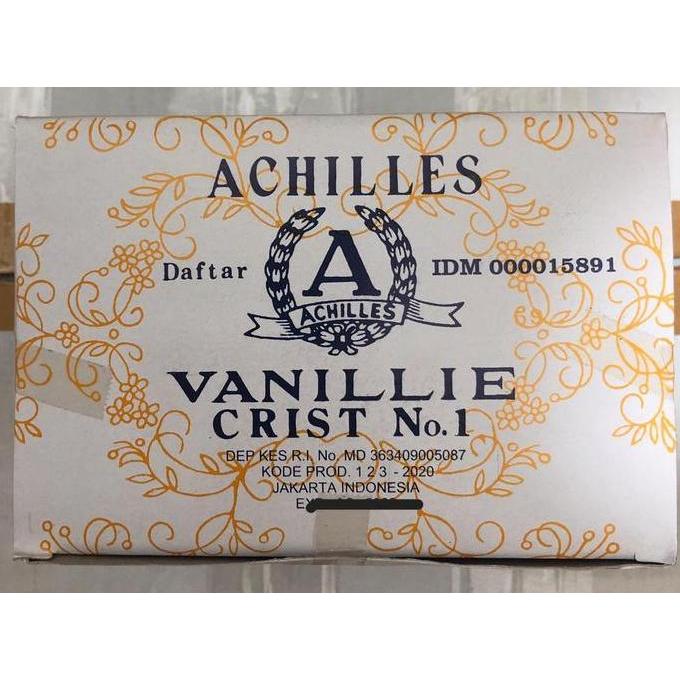 ACHILLES
Daftar
A
IDM 000015891
ACHILLES
VANILLIE
CRIST No.1
DEP KES R.I. No. MD 363409005087
KODE PROD. 1 2 3 - 2020
JAKARTA INDONESIA